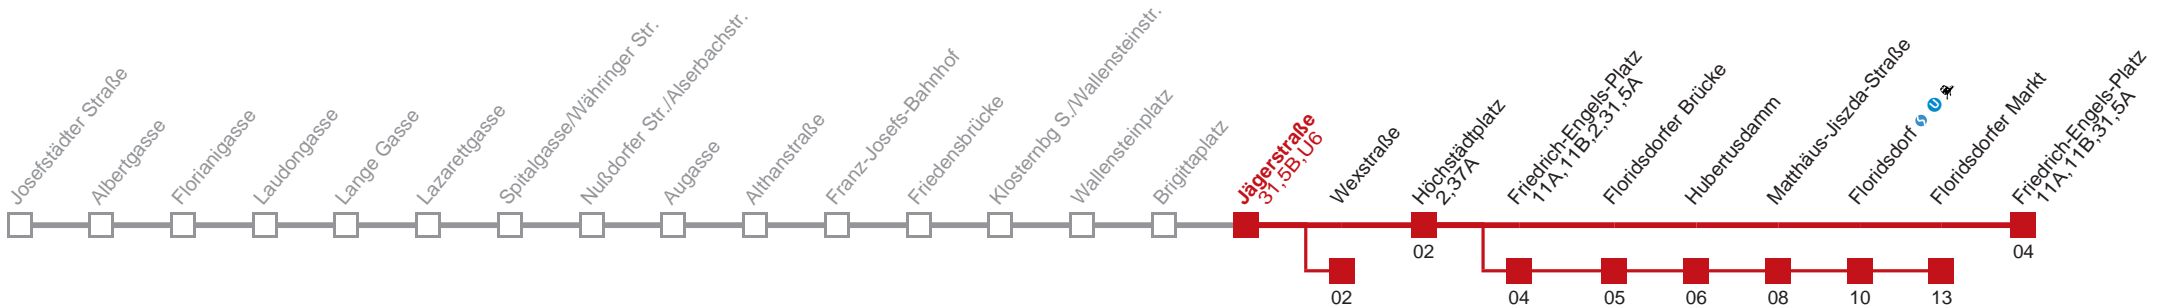 Josefstädter Straße
Albertgasse
Florianigasse
Laudongasse
Lange Gasse
Lazarettgasse
Spitalgasse/Währinger Str.
Nußdorfer Str./Alserbachstr.
Augasse
Althanstraße
Franz-Josefs-Bahnhof
Friedensbrücke
Klosternbg S./Wallensteinstr.
Wallensteinplatz
Brigittaplatz
Jägerstraße
31,5B,U6
Wexstraße
Höchstädtplatz
2,37A
Friedrich-Engels-Platz
11A,11B,2,31,5A
Floridsdorfer Brücke
Hubertusdamm
Matthäus-Jiszda-Straße
Floridsdorf U
Floridsdorfer Markt
Friedrich-Engels-Platz
11A,11B,31,5A
02
04
02
04
05
06
08
10
13